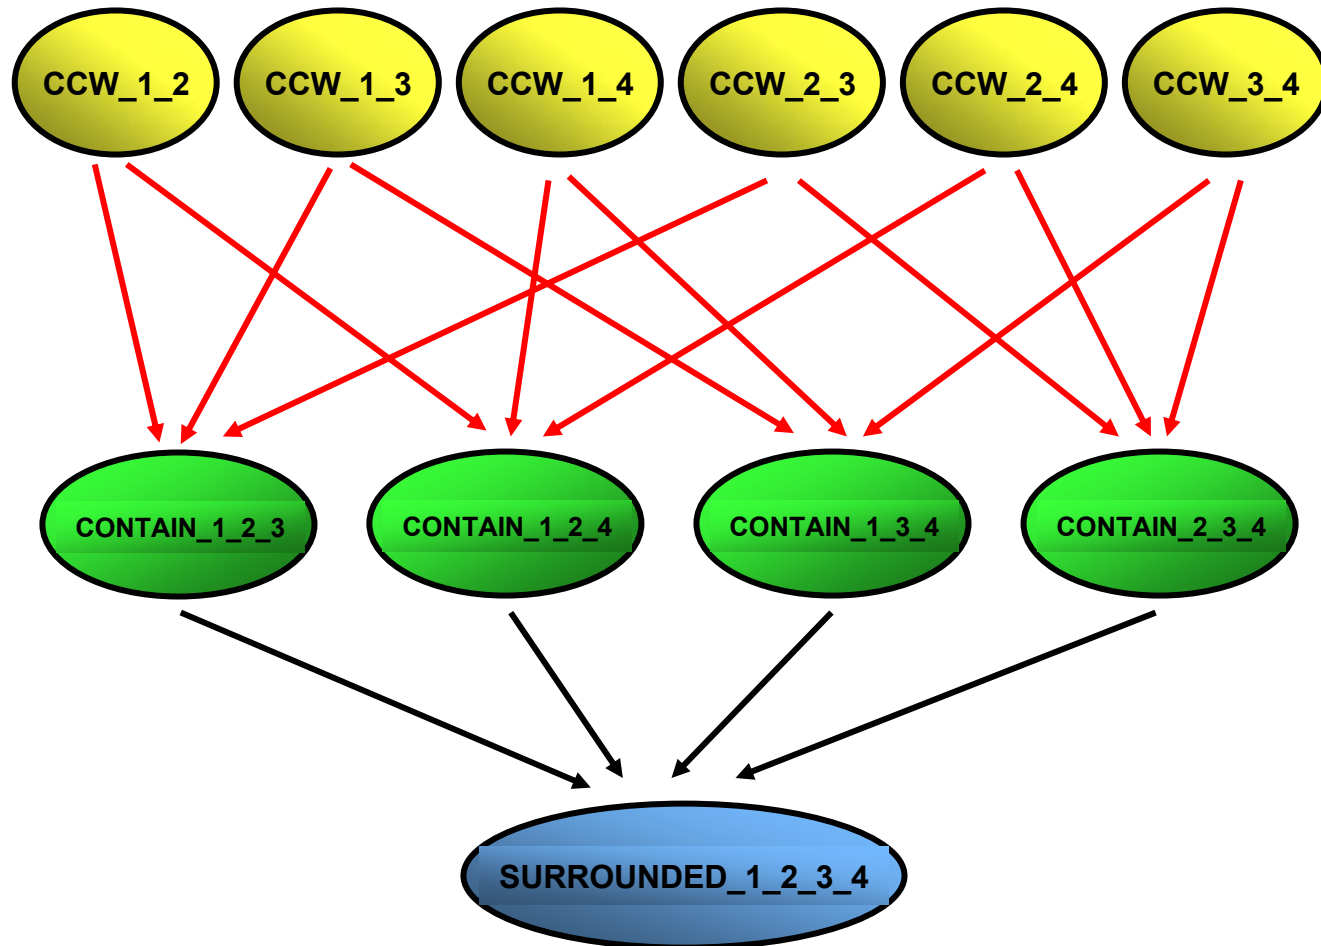 CCW_1_2
CCW_1_3
CCW_1_4
CCW_2_3
CCW_2_4
CCW_3_4
CONTAIN_1_2_3
CONTAIN_1_2_4
CONTAIN_1_3_4
CONTAIN_2_3_4
SURROUNDED_1_2_3_4